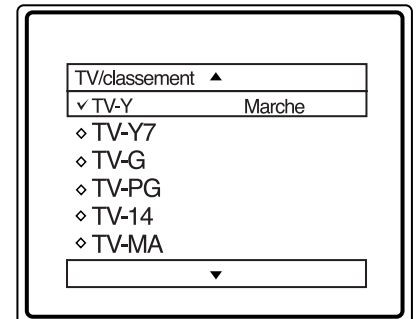 TV/classement ▲
✓ TV-Y Marche
⋄ TV-Y7
⋄ TV-G
⋄ TV-PG
⋄ TV-14
⋄ TV-MA
▼